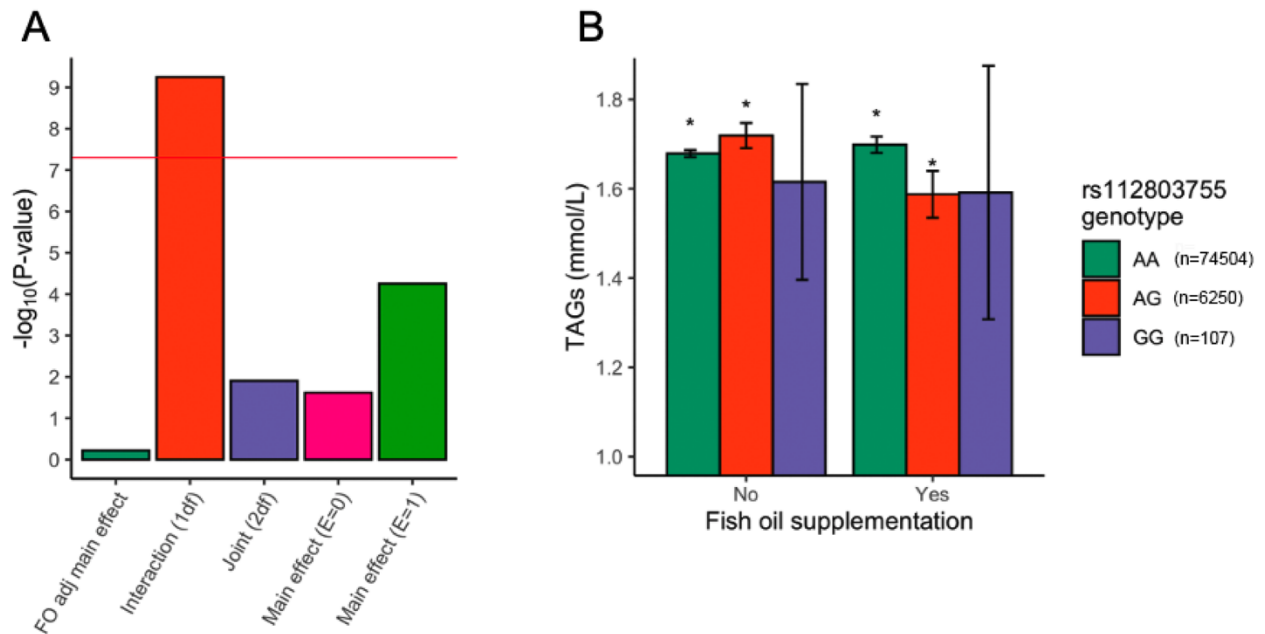 A
-log10(P-value)
9
8
7
6
5
4
3
2
1
0
FO adj main effect
Interaction (1df)
Joint (2df)
Main effect (E=0)
Main effect (E=1)
B
TAGs (mmol/L)
1.8
1.6
1.4
1.2
1.0
* * * *
No Yes
Fish oil supplementation
rs112803755
genotype
AA (n=74504)
AG (n=6250)
GG (n=107)